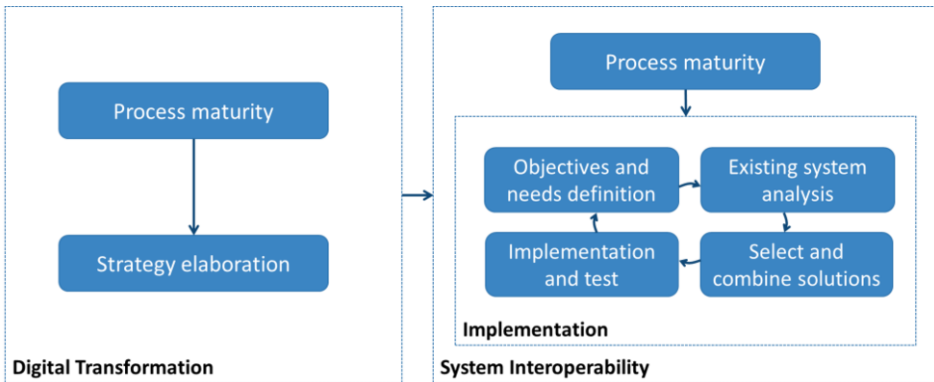 Process maturity
Strategy elaboration
Digital Transformation
Process maturity
Objectives and
needs definition
Existing system
analysis
Implementation
and test
Select and
combine solutions
Implementation
System Interoperability